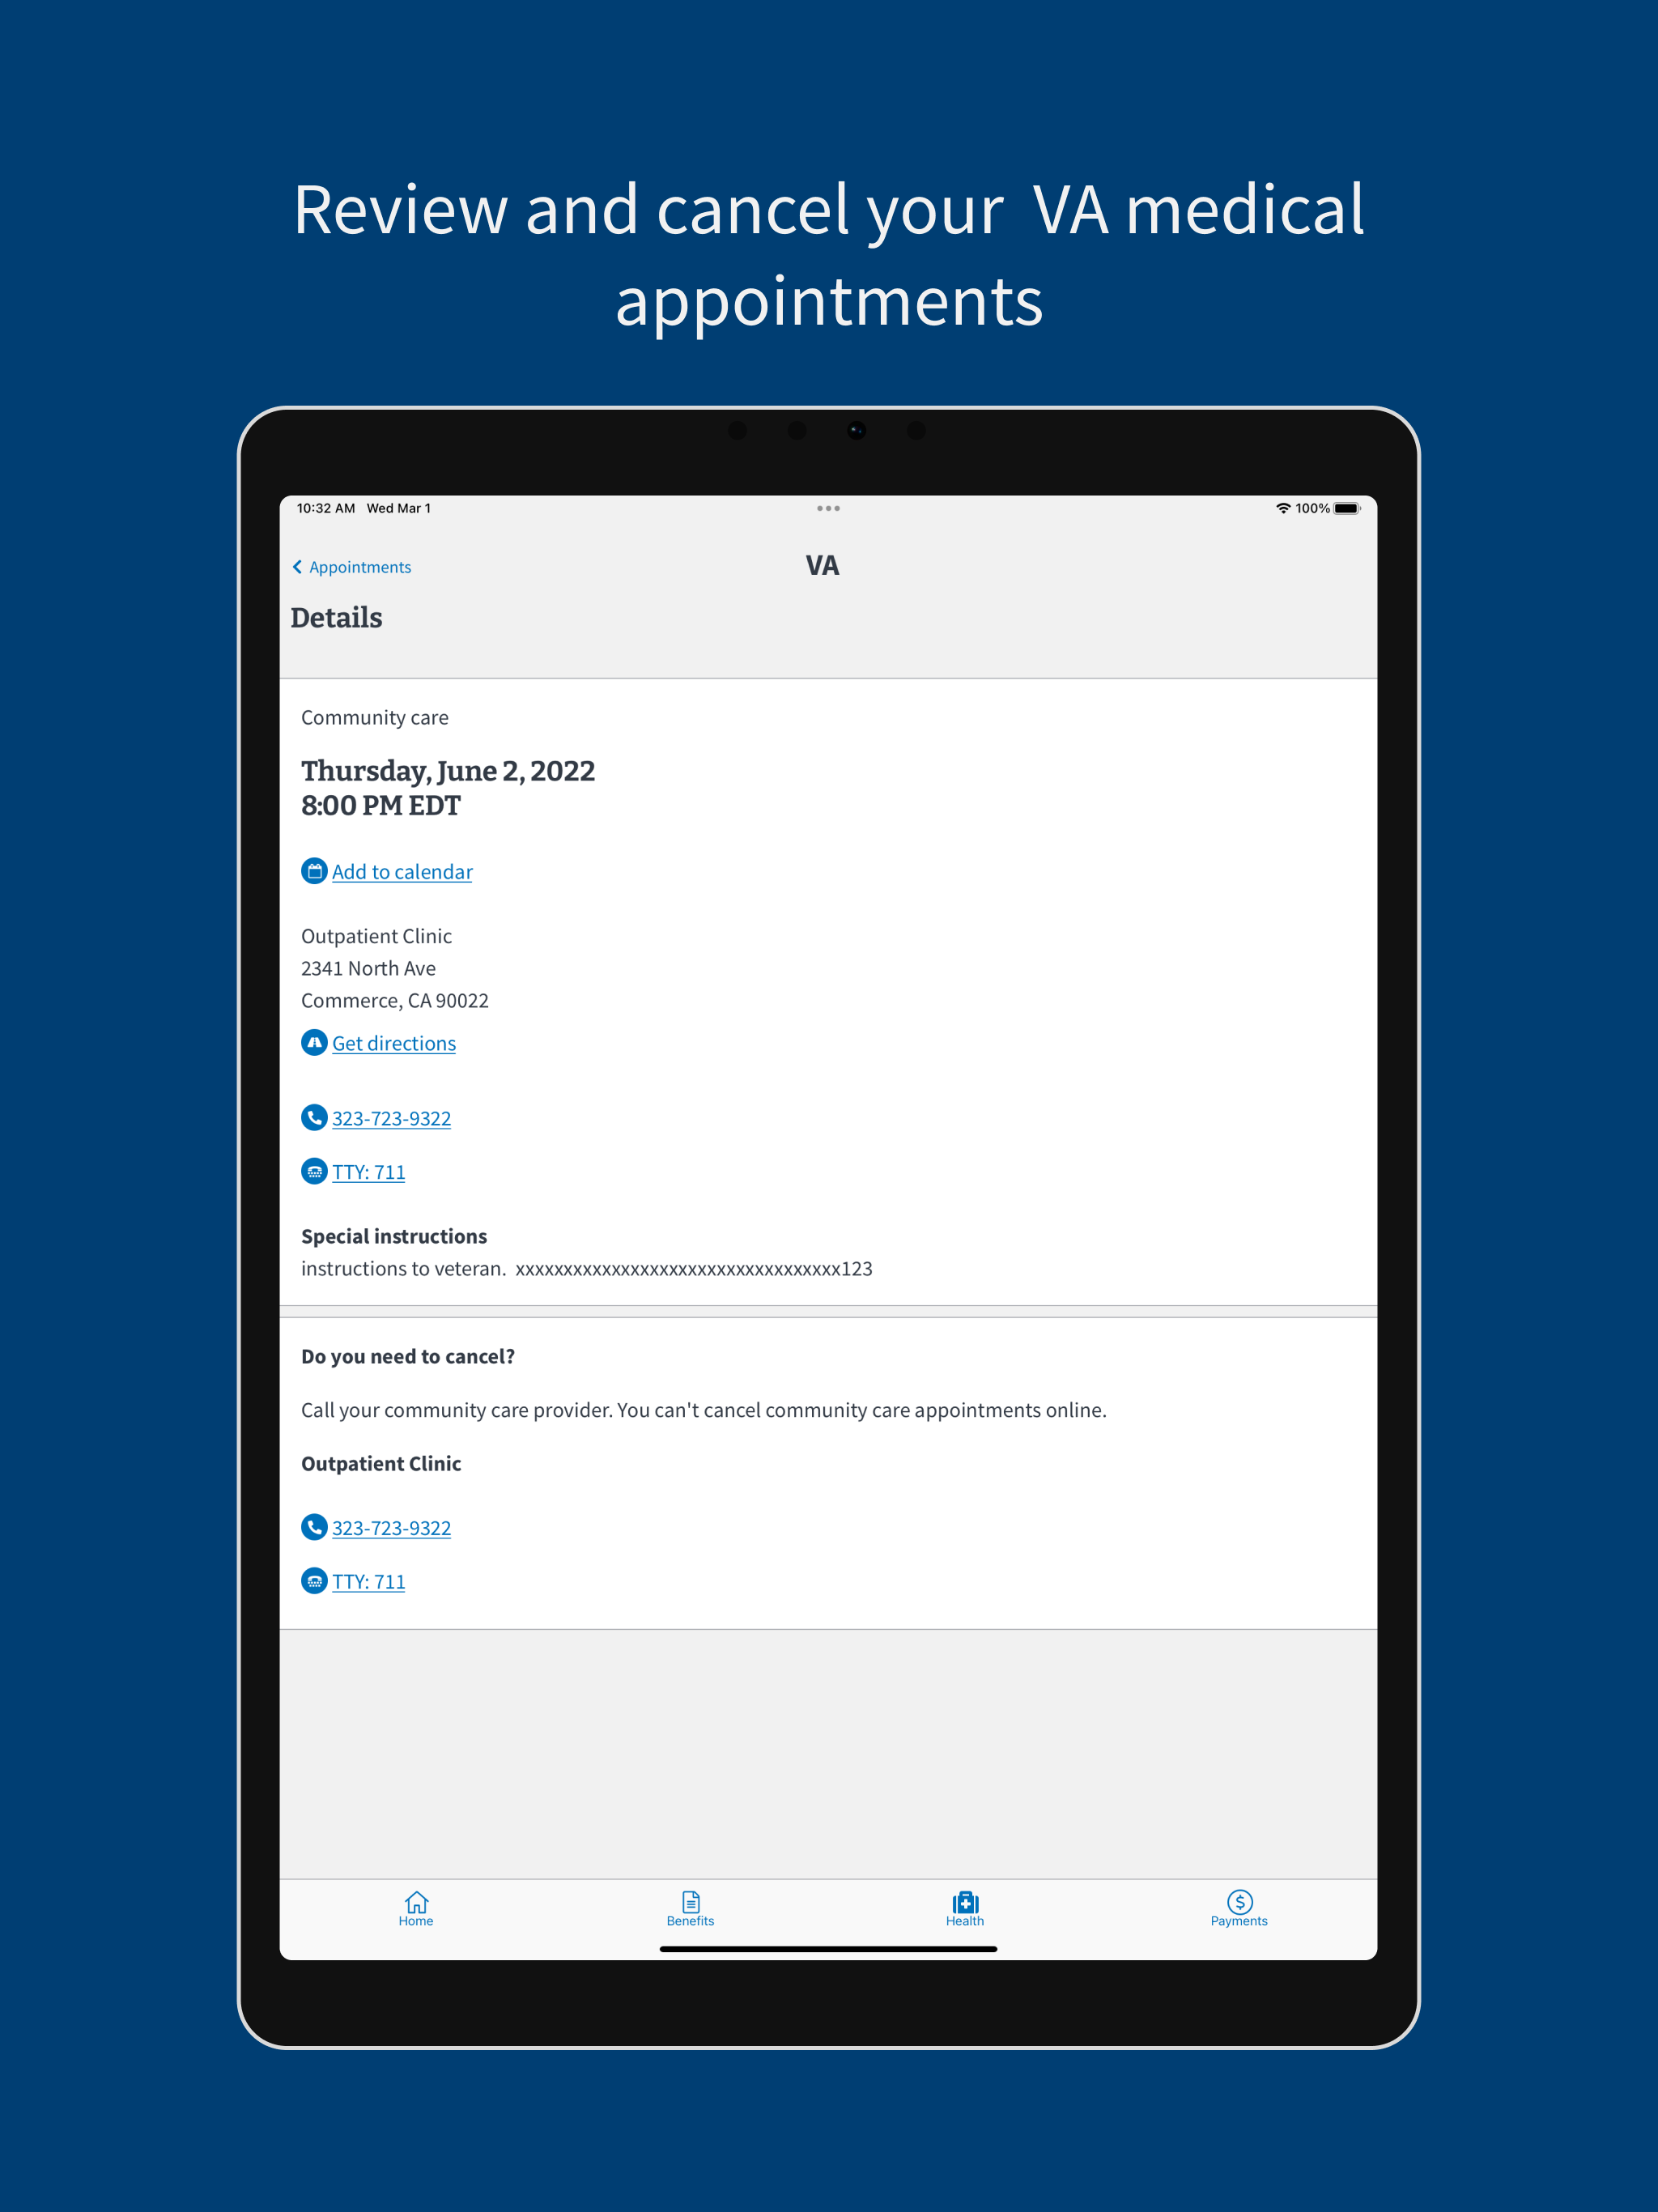 Review and cancel your  VA medical
appointments
10:32 AM Wed Mar 1
100%
Appointments
VA
Details
Community care
Thursday, June 2, 2022
8:00 PM EDT
Add to calendar
Outpatient Clinic
2341 North Ave
Commerce, CA 90022
Get directions
323-723-9322
TTY: 711
Special instructions
instructions to veteran.  xxxxxxxxxxxxxxxxxxxxxxxxxxxxxxxxxx123
Do you need to cancel?
Call your community care provider. You can't cancel community care appointments online.
Outpatient Clinic
323-723-9322
TTY: 711
Home Benefits Health Payments